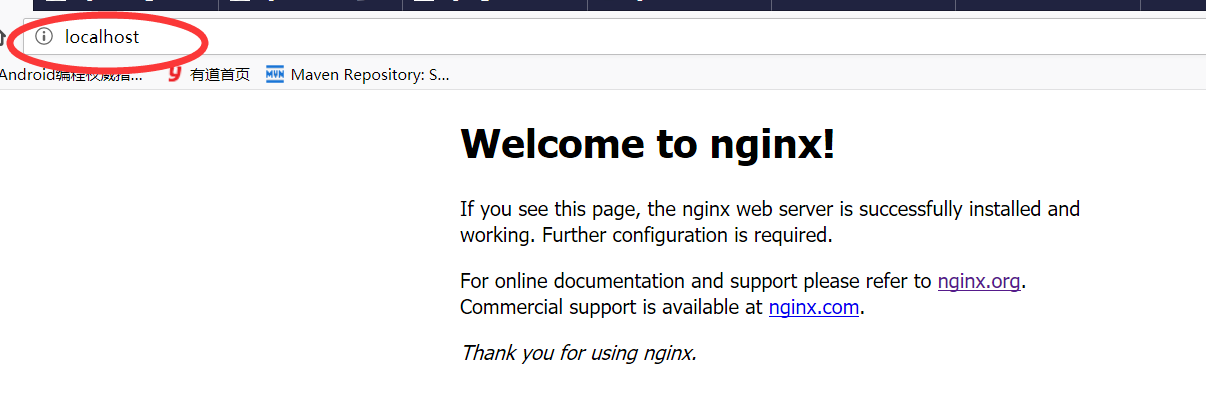 localhost
Android编程权威指... 有道首页 MVN Maven Repository: S...
Welcome to nginx!
If you see this page, the nginx web server is successfully installed and
working. Further configuration is required.
For online documentation and support please refer to nginx.org.
Commercial support is available at nginx.com.
Thank you for using nginx.